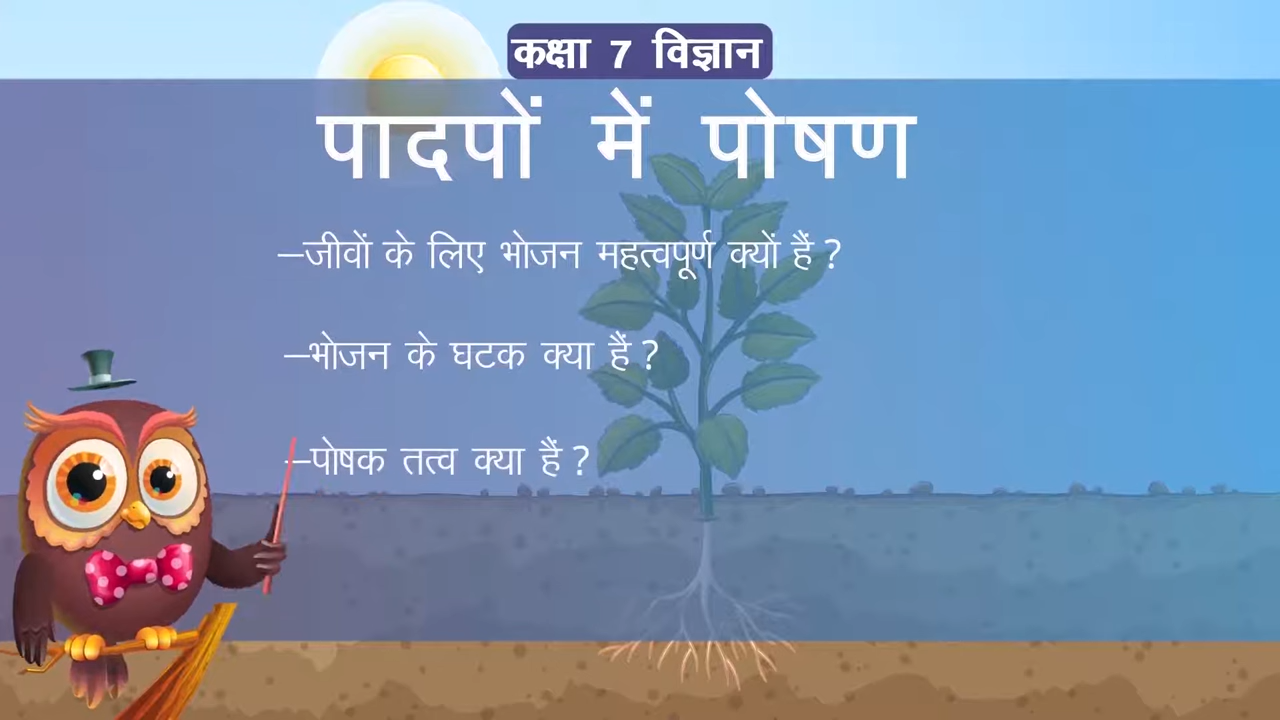 कक्षा 7 विज्ञान
पादपों में पोषण
–जीवों के लिए भोजन महत्वपूर्ण क्यों हैं ?
–भोजन के घटक क्या हैं ?
–पोषक तत्व क्या हैं ?